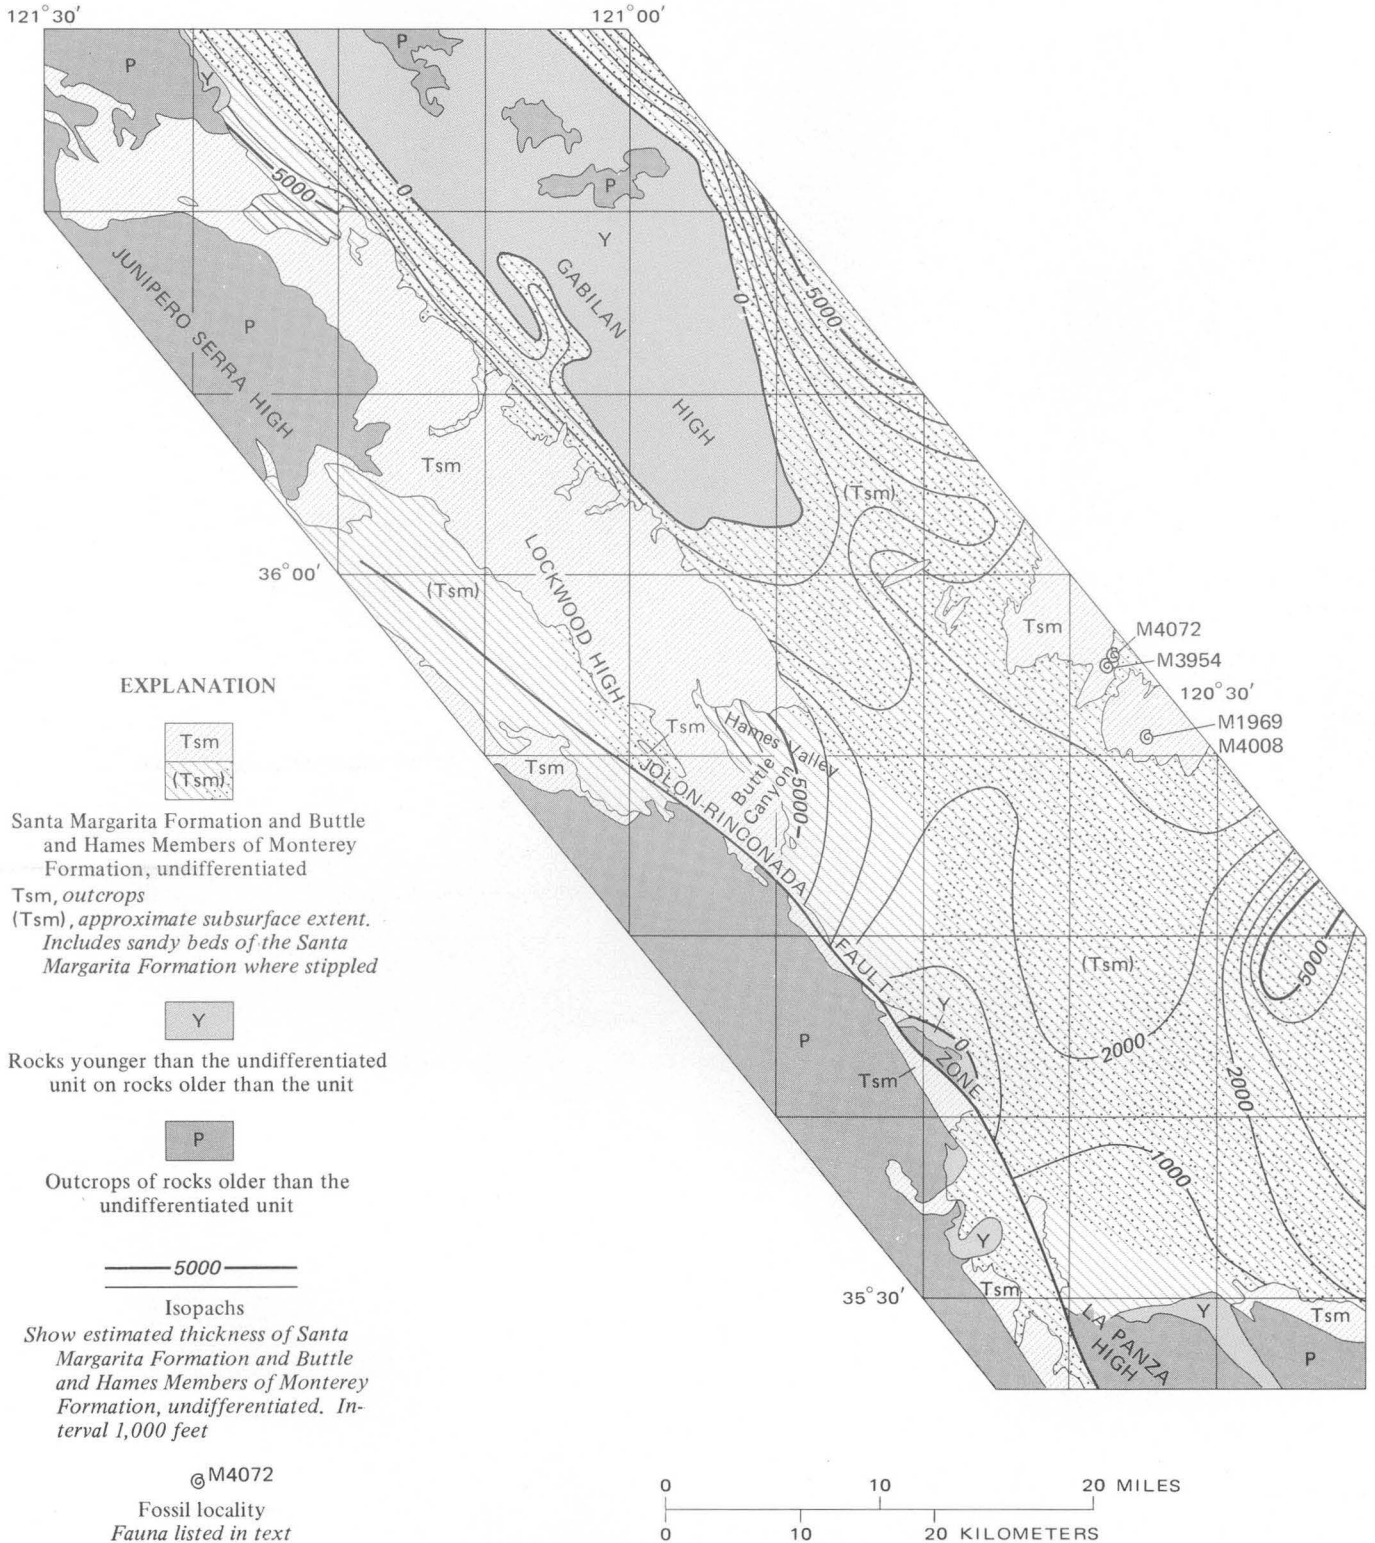 121°30′
121°00′
P
P
Y
5000
0
P
Y
JUNIPERO SERRA HIGH
P
GABILAN
HIGH
0
5000
Tsm
(Tsm)
LOCKWOOD HIGH
36°00′
(Tsm)
Tsm
M4072
M3954
120°30′
M1969
M4008
Tsm
Hames Valley
Buttle
Canyon
5000
Tsm
JOLON-RINCONADA
FAULT
ZONE
(Tsm)
5000
Y
0
P
Tsm
2000
2000
1000
Y
35°30′
Tsm
LA PANZA
HIGH
Y
Tsm
P
EXPLANATION
Tsm
(Tsm)
Santa Margarita Formation and Buttle
and Hames Members of Monterey
Formation, undifferentiated
Tsm, outcrops
(Tsm), approximate subsurface extent.
Includes sandy beds of the Santa
Margarita Formation where stippled
Y
Rocks younger than the undifferentiated
unit on rocks older than the unit
P
Outcrops of rocks older than the
undifferentiated unit
5000
Isopachs
Show estimated thickness of Santa
Margarita Formation and Buttle
and Hames Members of Monterey
Formation, undifferentiated. In-
terval 1,000 feet
M4072
Fossil locality
Fauna listed in text
0 10 20 MILES
0 10 20 KILOMETERS